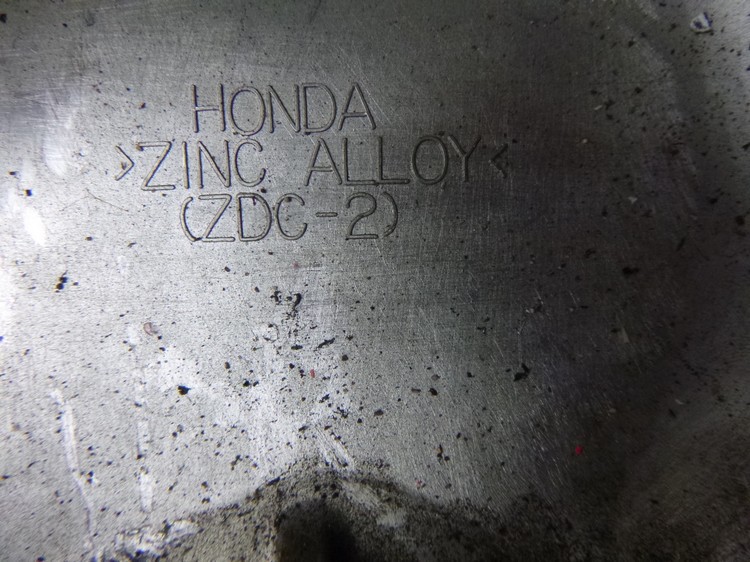 HONDA
>ZINC ALLOY<
(ZDC-2)